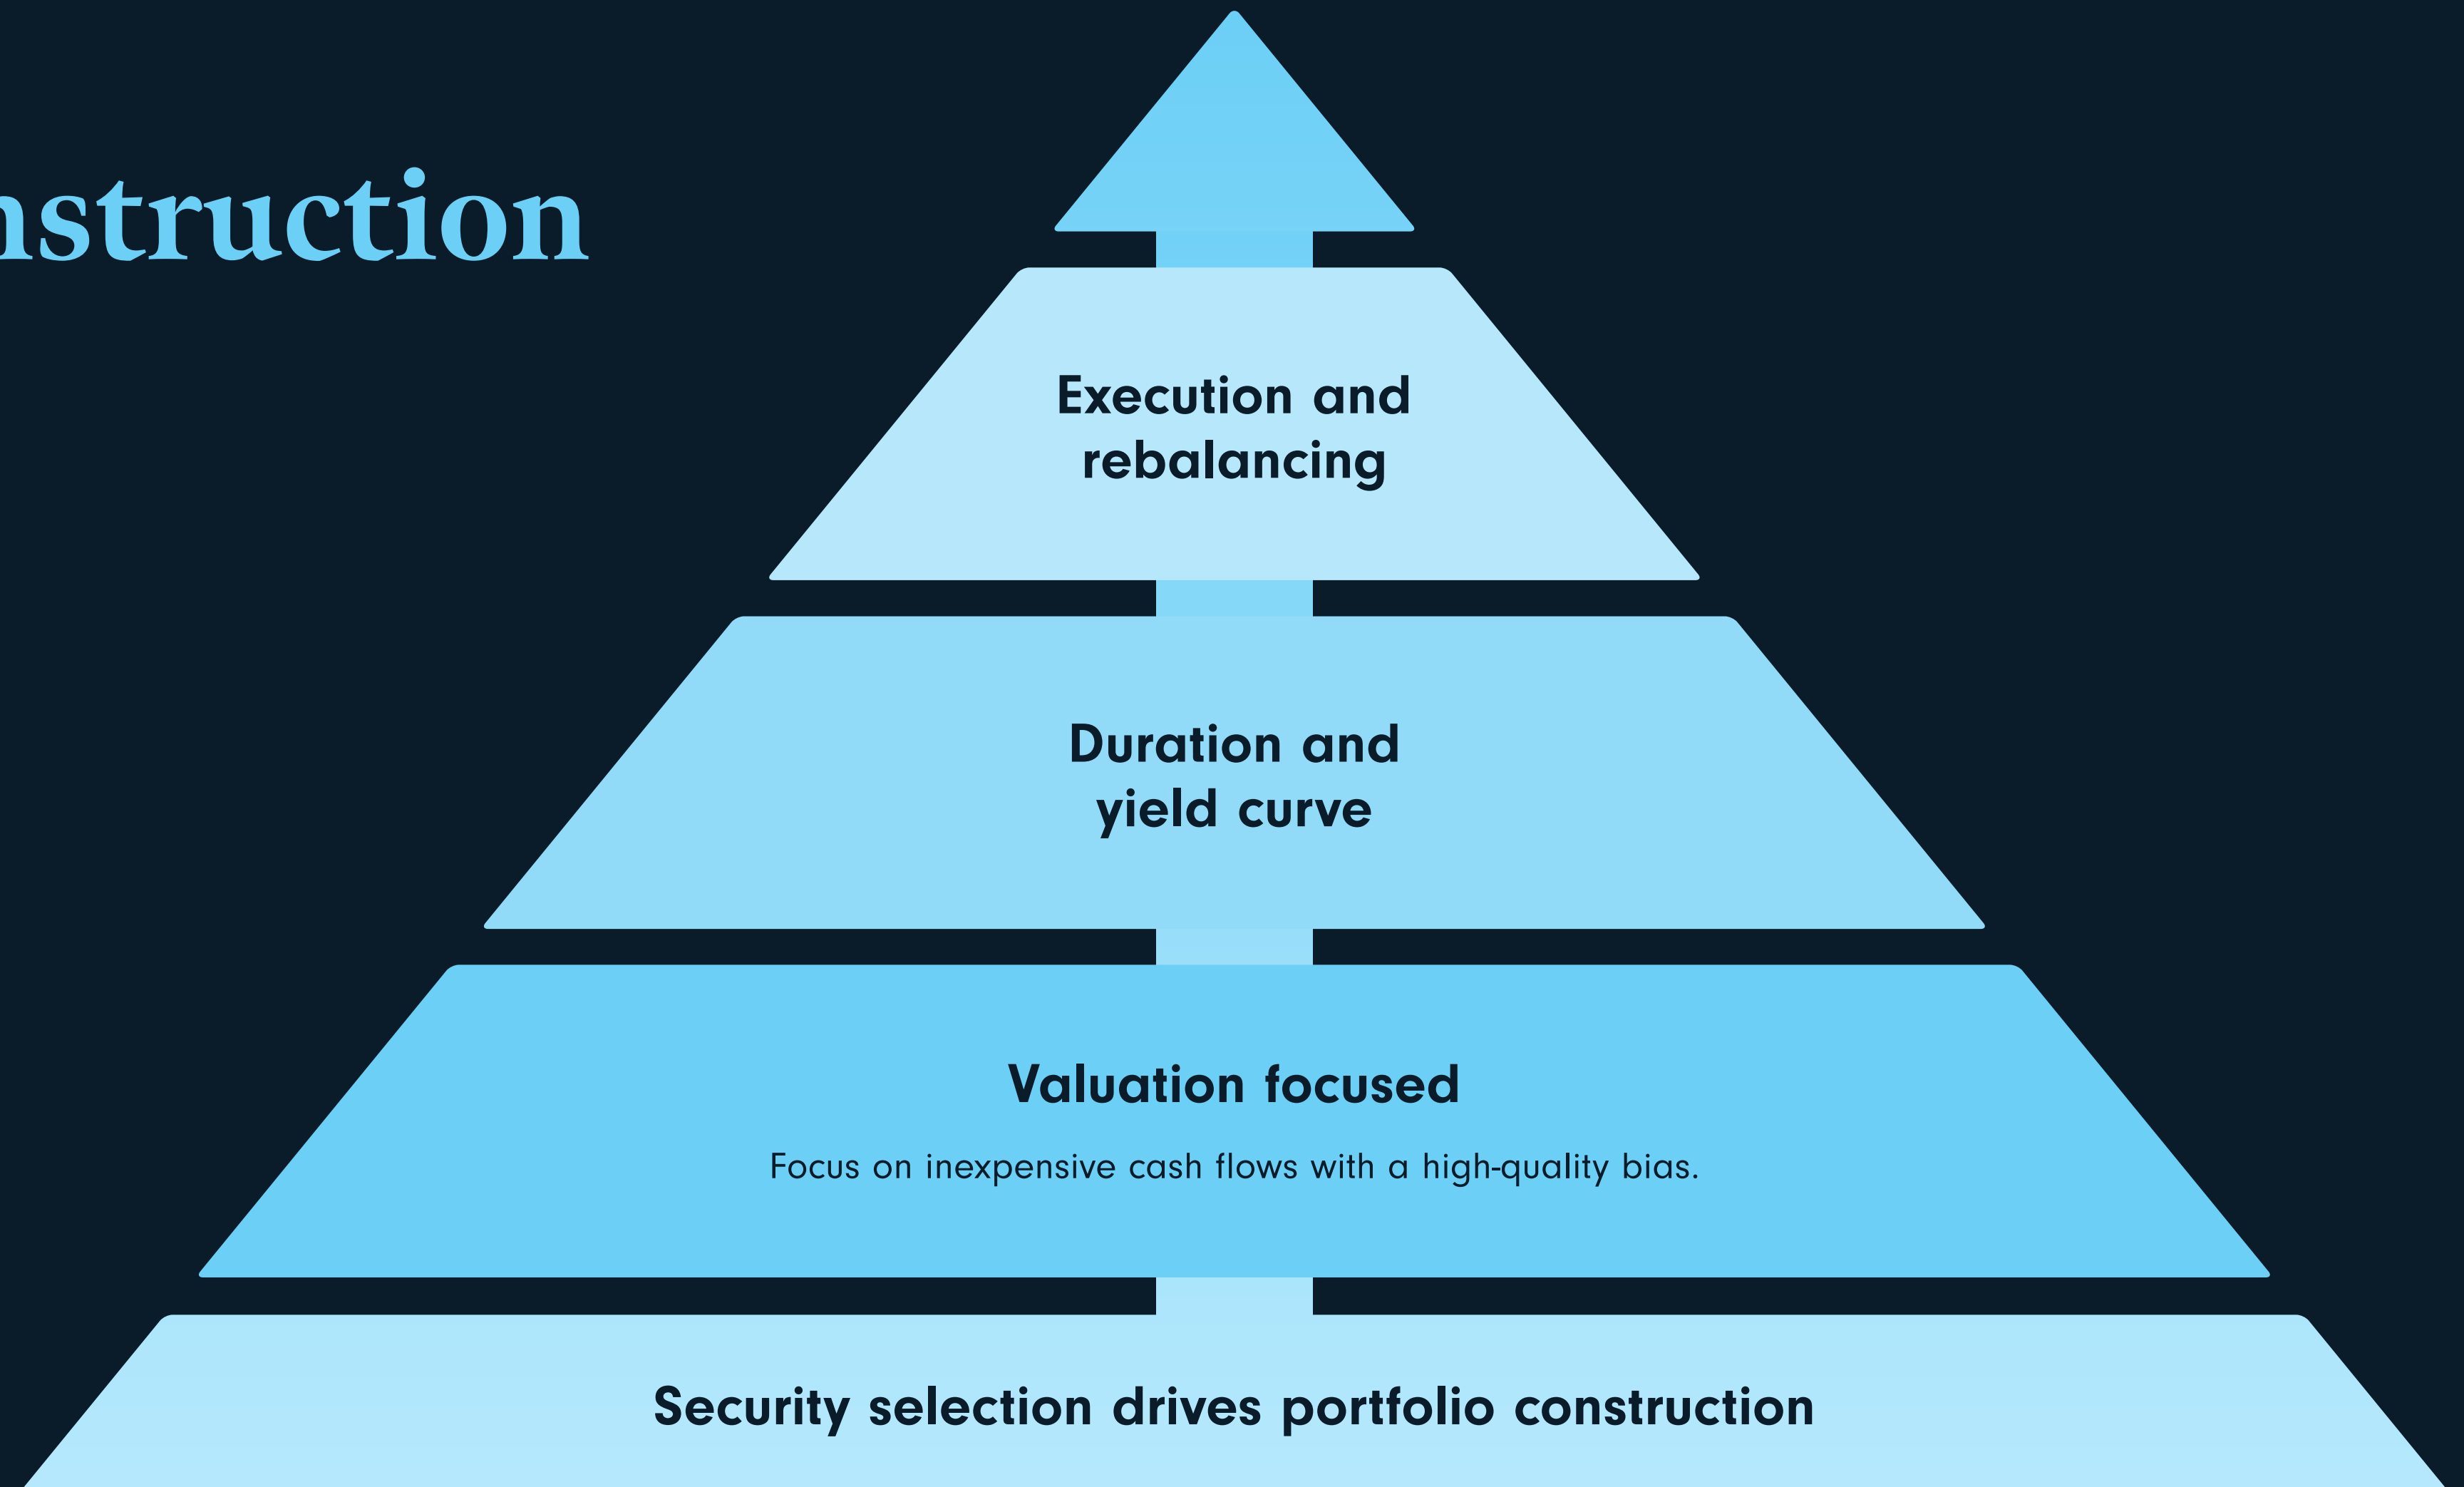 nstruction
Execution and
rebalancing
Duration and
yield curve
Valuation focused
Focus on inexpensive cash flows with a high-quality bias.
Security selection drives portfolio construction